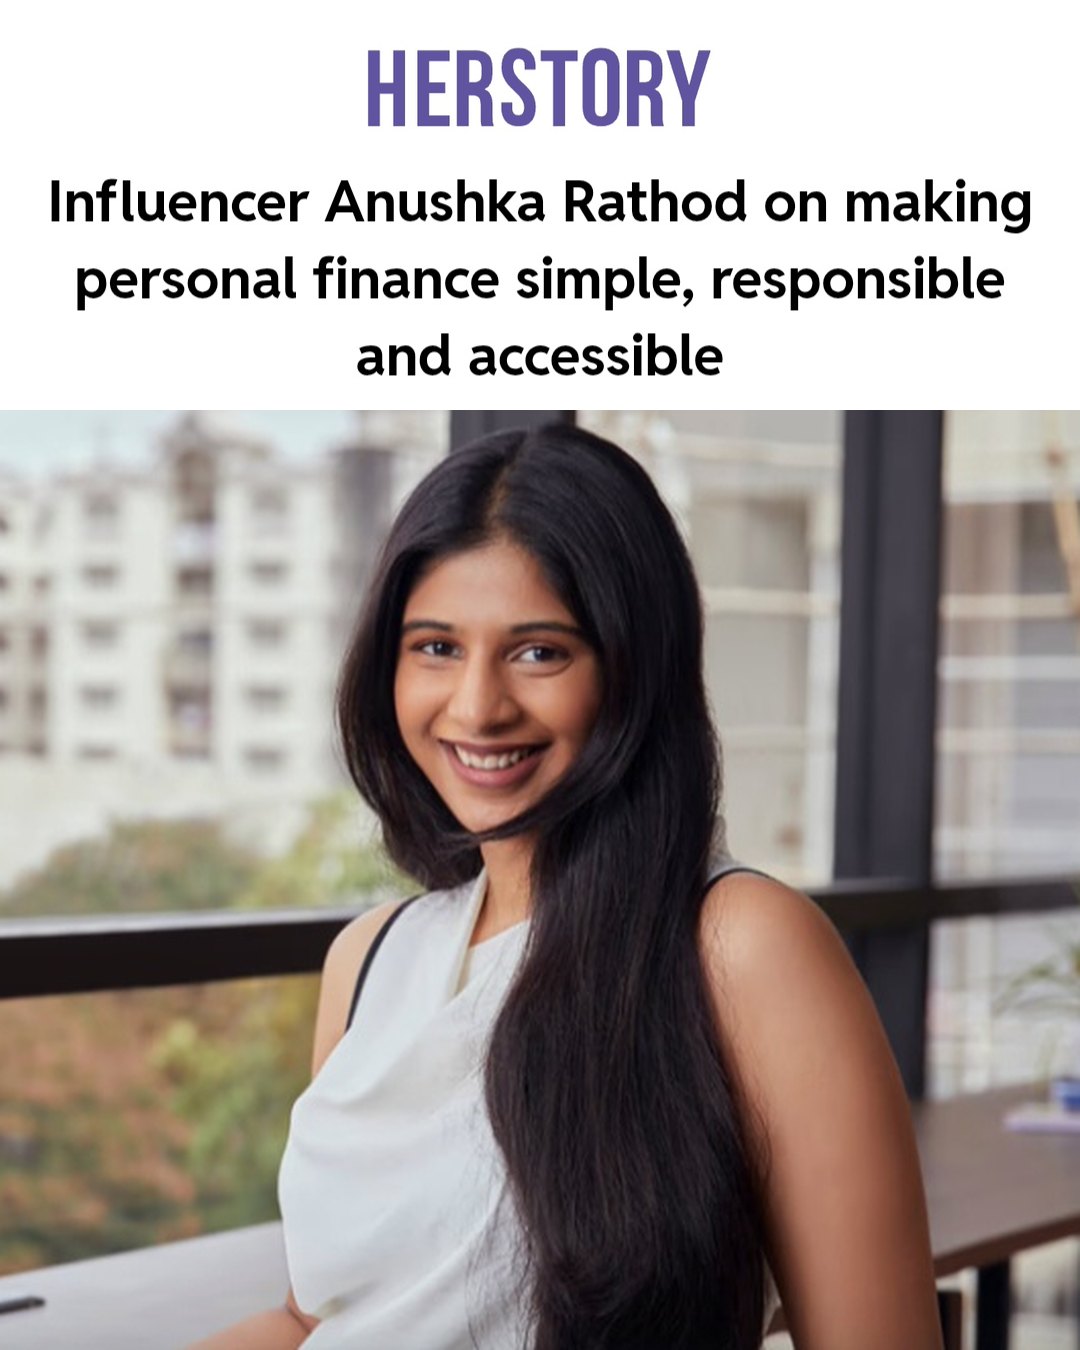 HERSTORY
Influencer Anushka Rathod on making
personal finance simple, responsible
and accessible